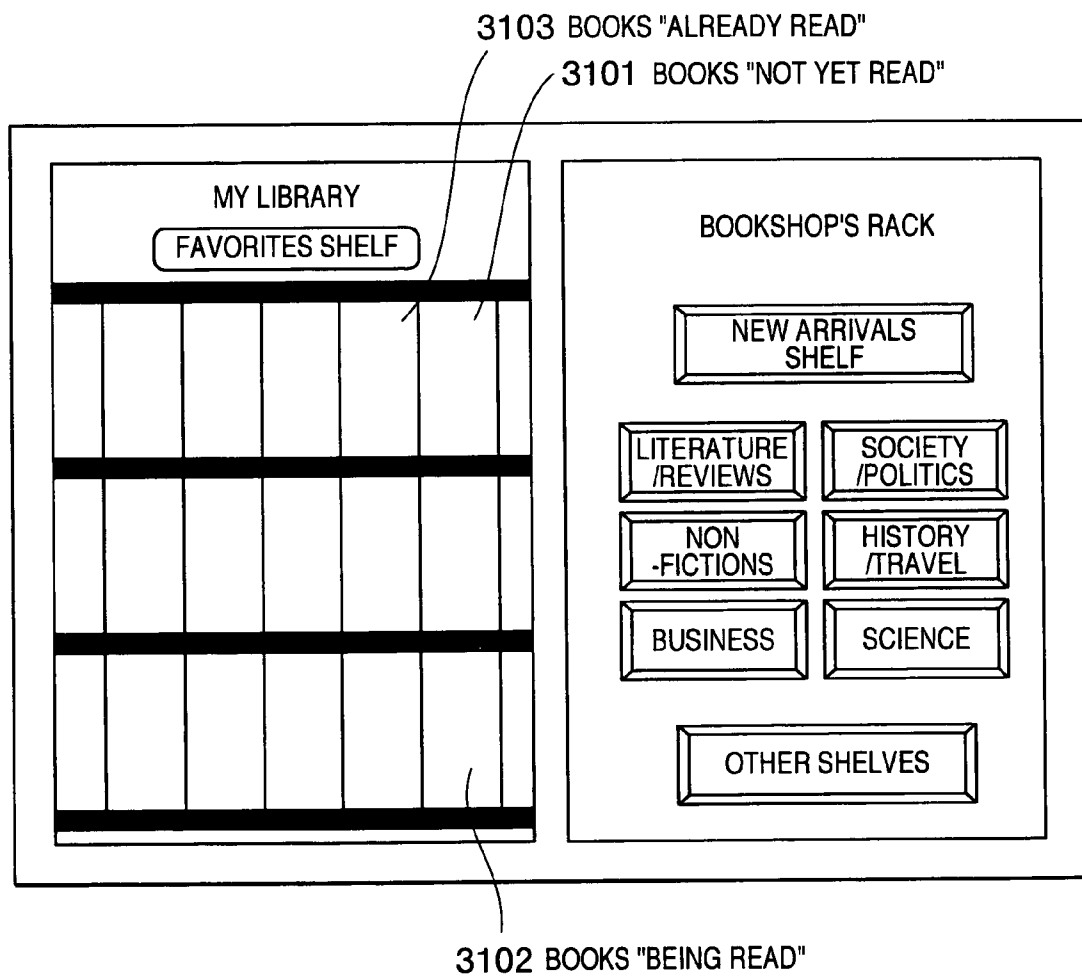 3103 BOOKS "ALREADY READ"
3101 BOOKS "NOT YET READ"
MY LIBRARY
FAVORITES SHELF
BOOKSHOP'S RACK
NEW ARRIVALS
SHELF
LITERATURE
/REVIEWS
SOCIETY
/POLITICS
NON
-FICTIONS
HISTORY
/TRAVEL
BUSINESS
SCIENCE
OTHER SHELVES
3102 BOOKS "BEING READ"